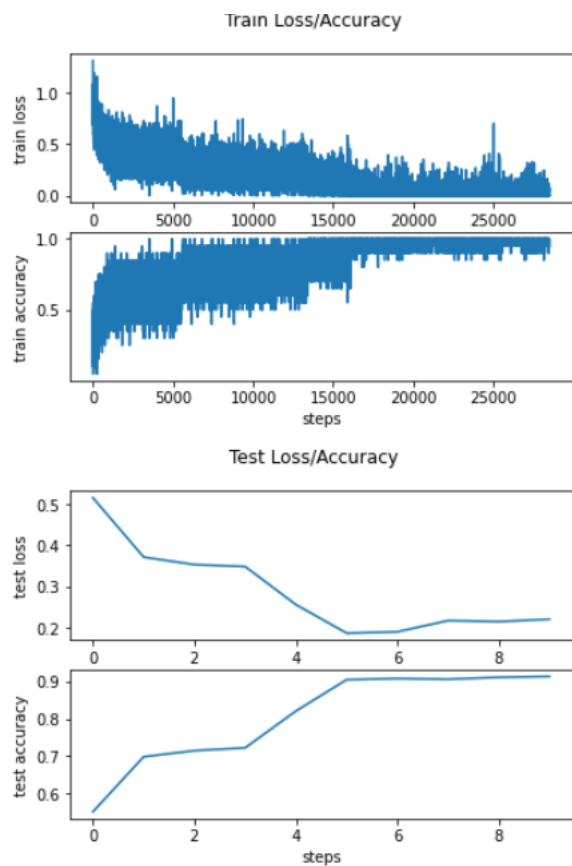 Train Loss/Accuracy
train loss
1.0
0.5
0.0
0 5000 10000 15000 20000 25000
train accuracy
1.0
0.5
0 5000 10000 15000 20000 25000
steps
Test Loss/Accuracy
test loss
0.5
0.4
0.3
0.2
0 2 4 6 8
test accuracy
0.9
0.8
0.7
0.6
0 2 4 6 8
steps